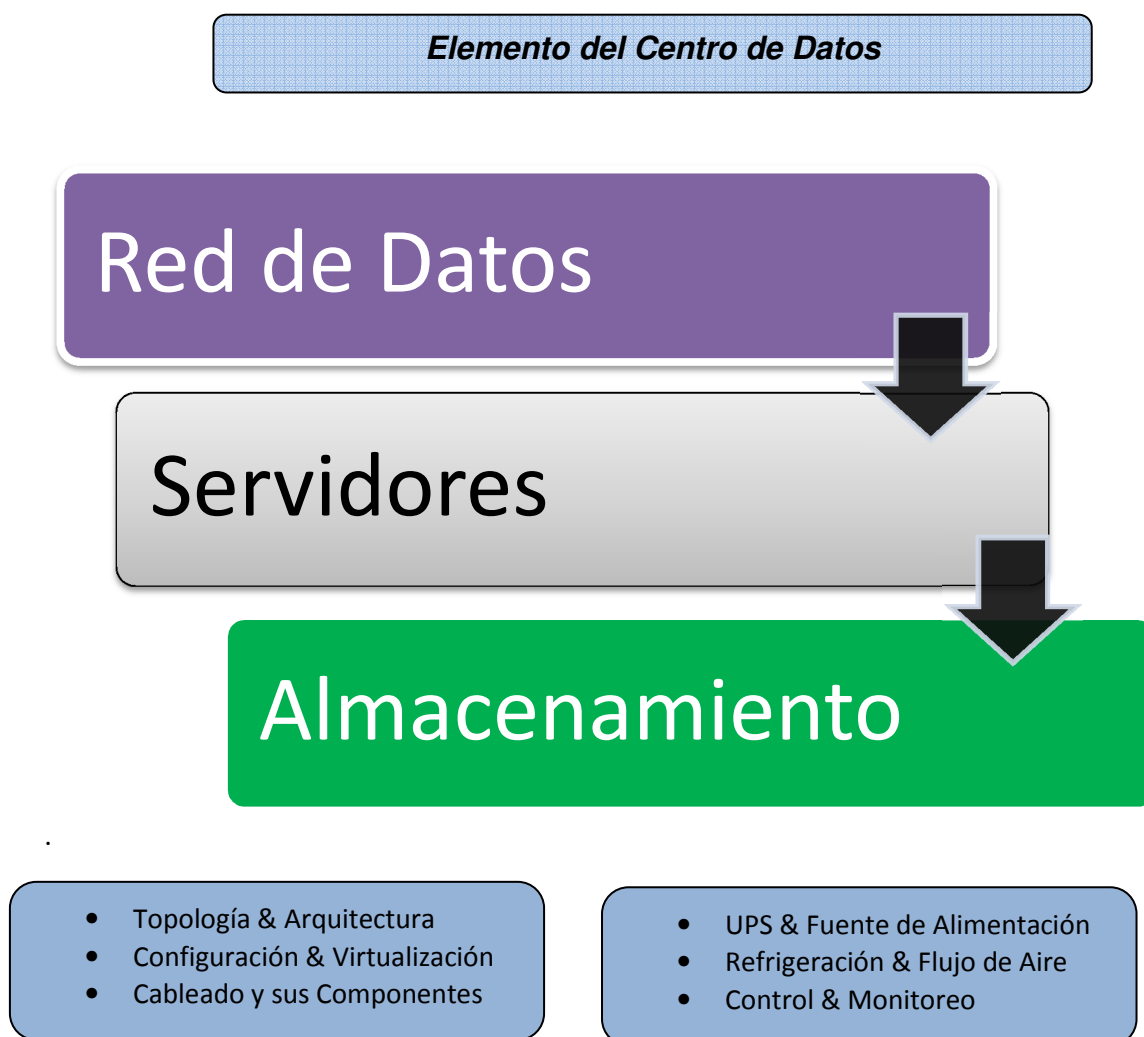 Elemento del Centro de Datos
Red de Datos
Servidores
Almacenamiento
.
• Topología & Arquitectura
• Configuración & Virtualización
• Cableado y sus Componentes
• UPS & Fuente de Alimentación
• Refrigeración & Flujo de Aire
• Control & Monitoreo